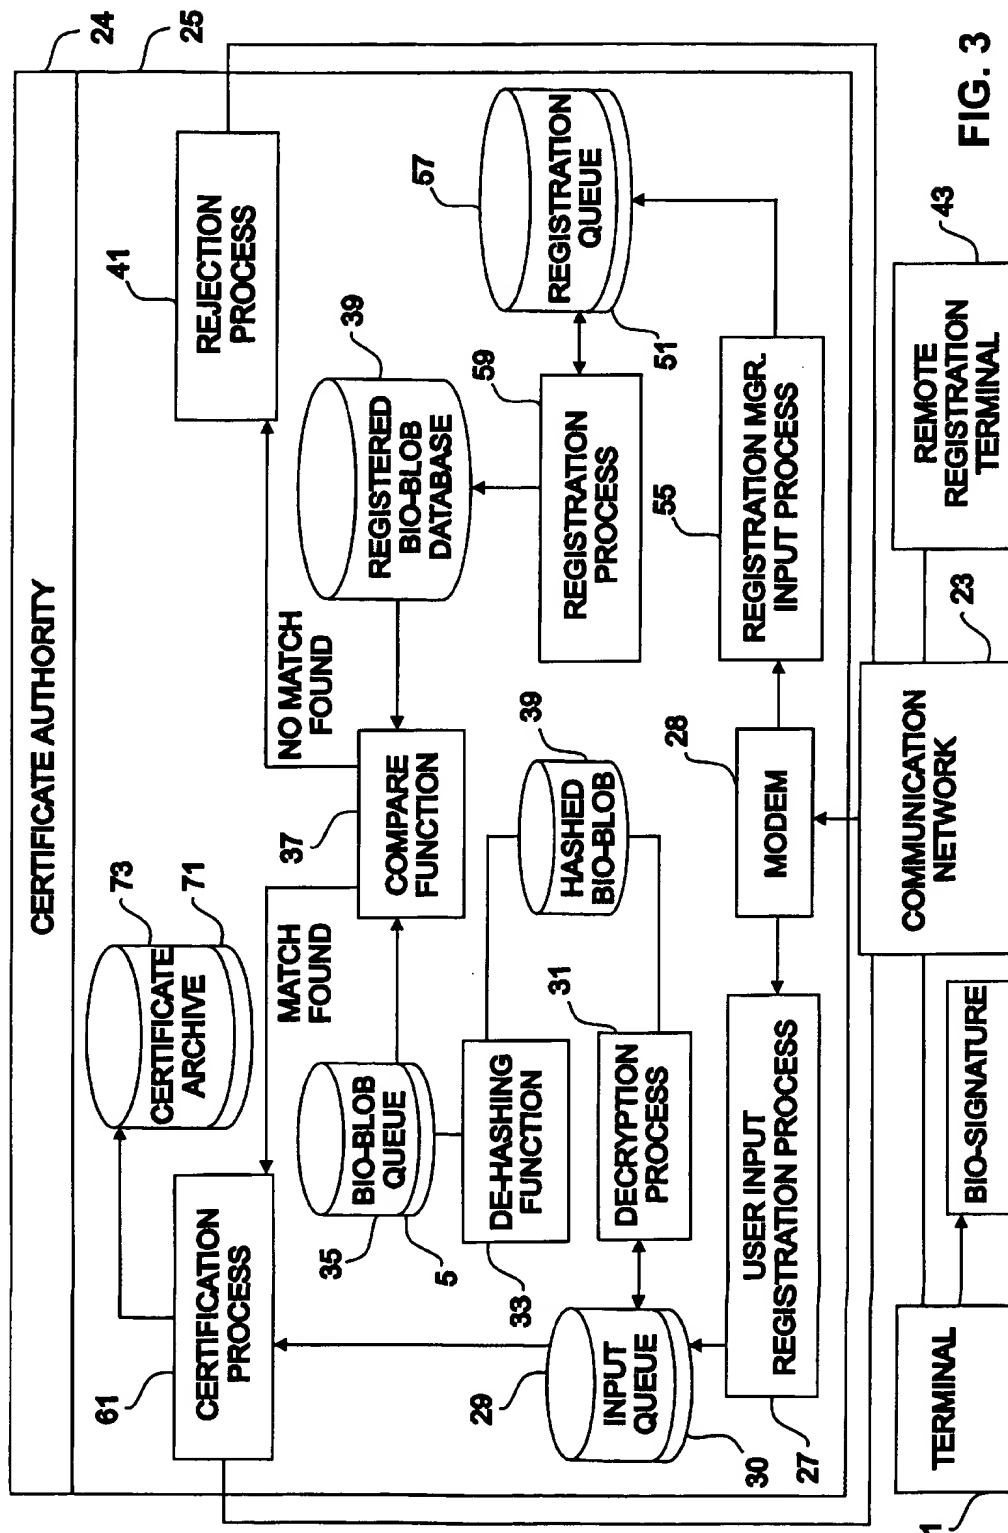 CERTIFICATE AUTHORITY
24
25
61
CERTIFICATION
PROCESS
73
CERTIFICATE
ARCHIVE
71
41
REJECTION
PROCESS
MATCH
FOUND
NO MATCH
FOUND
35
BIO-BLOB
QUEUE
5
37
COMPARE
FUNCTION
REGISTERED
BIO-BLOB
DATABASE
39
57
REGISTRATION
QUEUE
51
33
DE-HASHING
FUNCTION
HASHED
BIO-BLOB
39
59
REGISTRATION
PROCESS
29
INPUT
QUEUE
30
31
DECRYPTION
PROCESS
27
USER INPUT
REGISTRATION PROCESS
28
MODEM
55
REGISTRATION MGR.
INPUT PROCESS
1
TERMINAL
BIO-SIGNATURE
COMMUNICATION
NETWORK
23
REMOTE
REGISTRATION
TERMINAL
43
FIG. 3